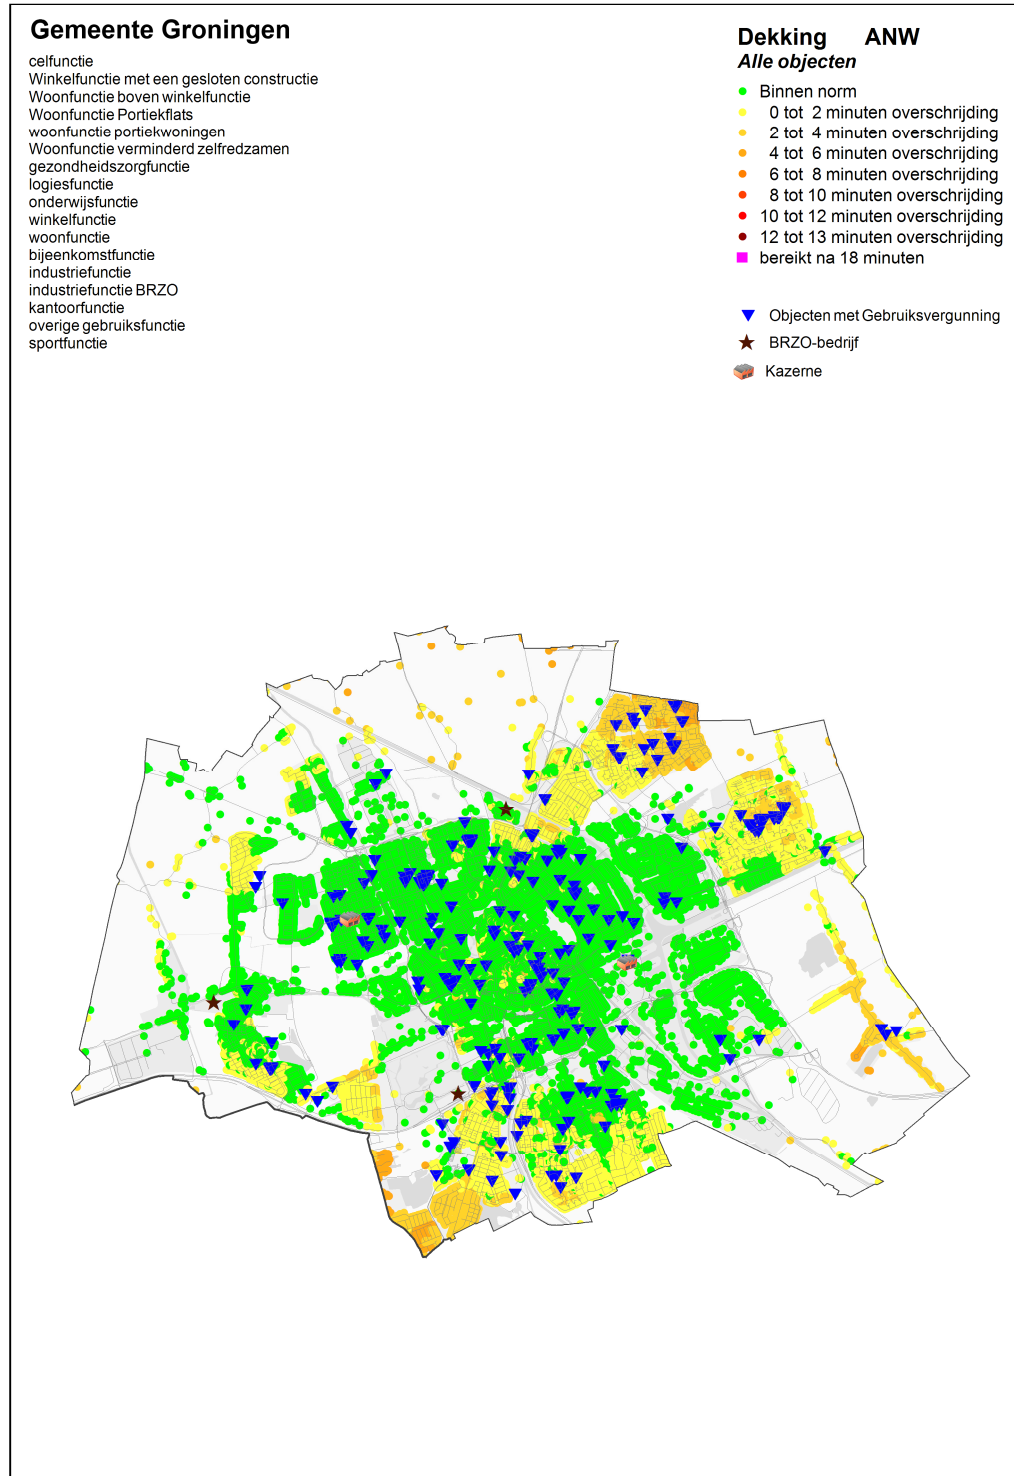 Gemeente Groningen
celfunctie
Winkelfunctie met een gesloten constructie
Woonfunctie boven winkelfunctie
Woonfunctie Portiekflats
woonfunctie portiekwoningen
Woonfunctie verminderd zelfredzamen
gezondheidszorgfunctie
logiesfunctie
onderwijsfunctie
winkelfunctie
woonfunctie
bijeenkomstfunctie
industriefunctie
industriefunctie BRZO
kantoorfunctie
overige gebruiksfunctie
sportfunctie
Dekking ANW
Alle objecten
Binnen norm
0 tot 2 minuten overschrijding
2 tot 4 minuten overschrijding
4 tot 6 minuten overschrijding
6 tot 8 minuten overschrijding
8 tot 10 minuten overschrijding
10 tot 12 minuten overschrijding
12 tot 13 minuten overschrijding
bereikt na 18 minuten
Objecten met Gebruiksvergunning
BRZO-bedrijf
Kazerne